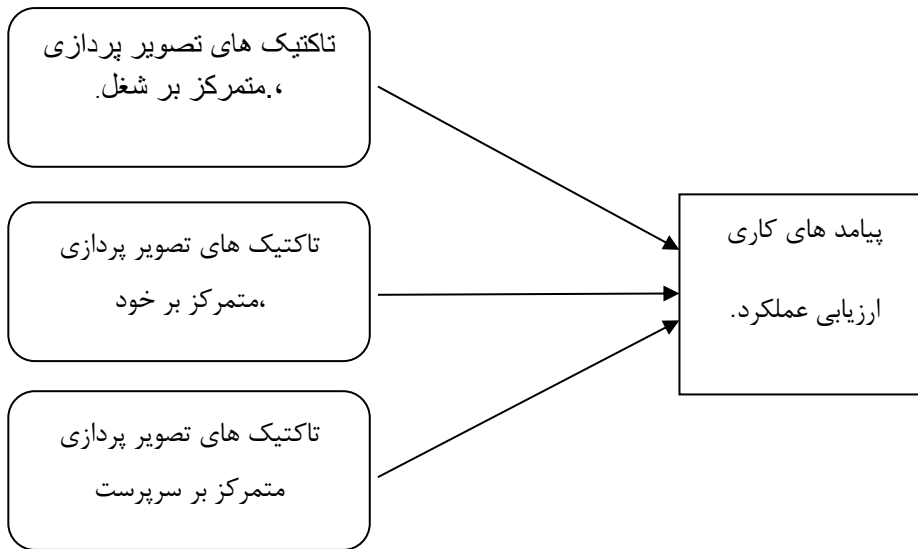 تاکتیک های تصویر پردازی
،.متمرکز بر شغل.
تاکتیک های تصویر پردازی
،متمرکز بر خود
تاکتیک های تصویر پردازی
متمرکز بر سرپرست
پیامد های کاری
ارزیابی عملکرد.